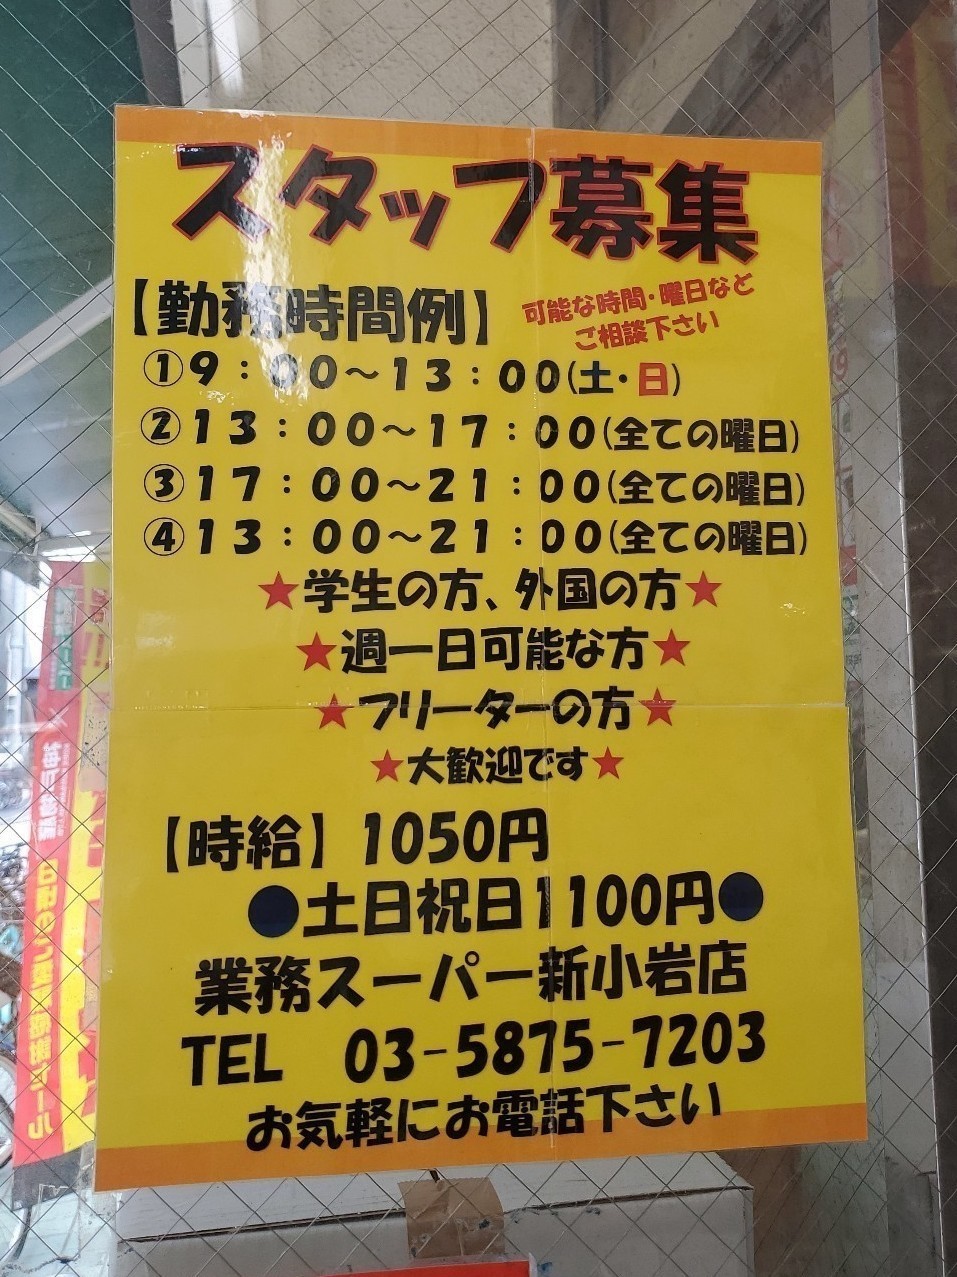 スタッフ募集
【勤務時間例】
可能な時間・曜日など
ご相談下さい
①9：00～13：00(土・日)
②13：00～17：00(全ての曜日)
③17：00～21：00(全ての曜日)
④13：00～21：00(全ての曜日)
★学生の方、外国の方★
★週一日可能な方★
★フリーターの方★
★大歓迎です★
【時給】1050円
●土日祝日1100円●
業務スーパー新小岩店
TEL 03-5875-7203
お気軽にお電話下さい